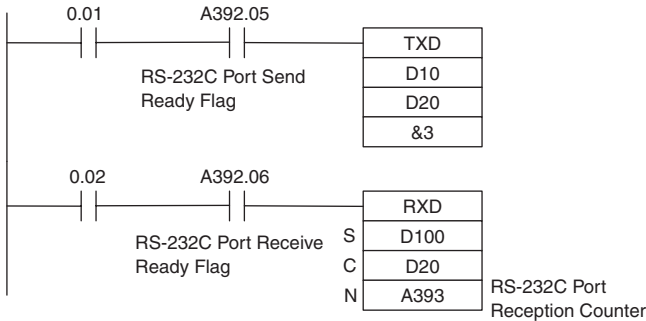 0.01 A392.05
TXD
RS-232C Port Send
Ready Flag
D10
D20
&3
0.02 A392.06
RXD
RS-232C Port Receive
Ready Flag
S D100
C D20
N A393
RS-232C Port
Reception Counter